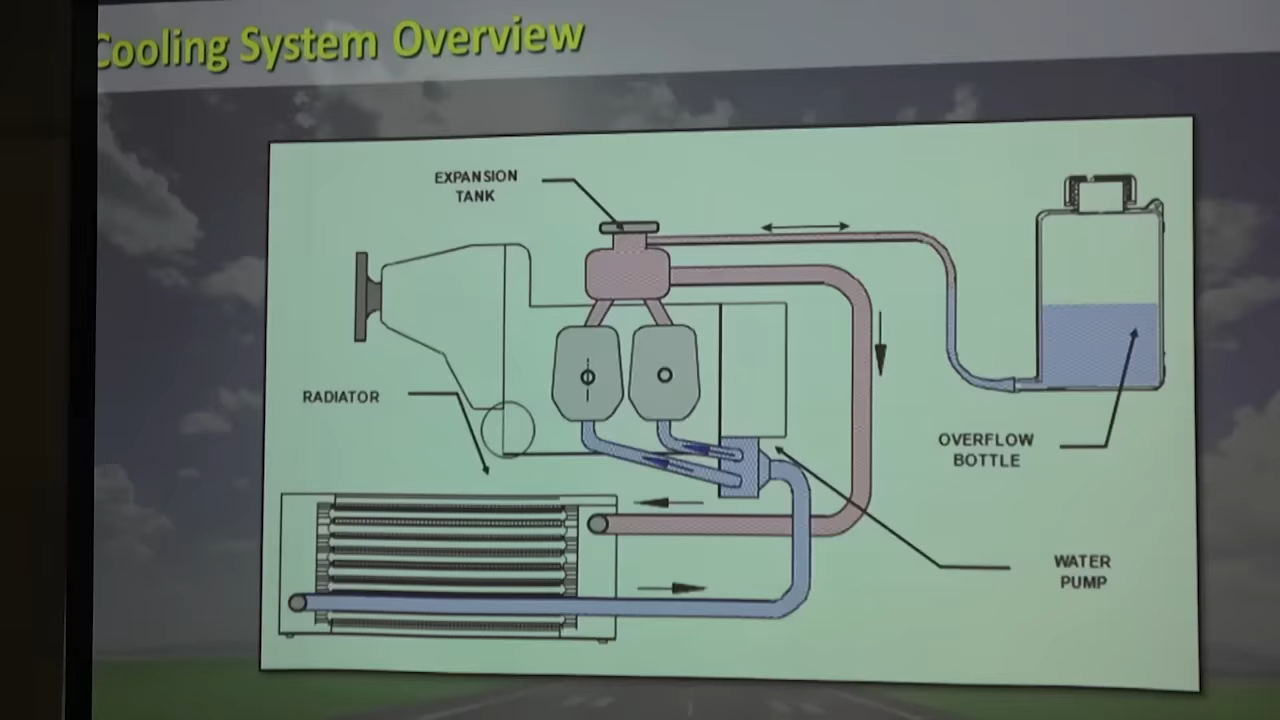 Cooling System Overview
EXPANSION
TANK
RADIATOR
OVERFLOW
BOTTLE
WATER
PUMP